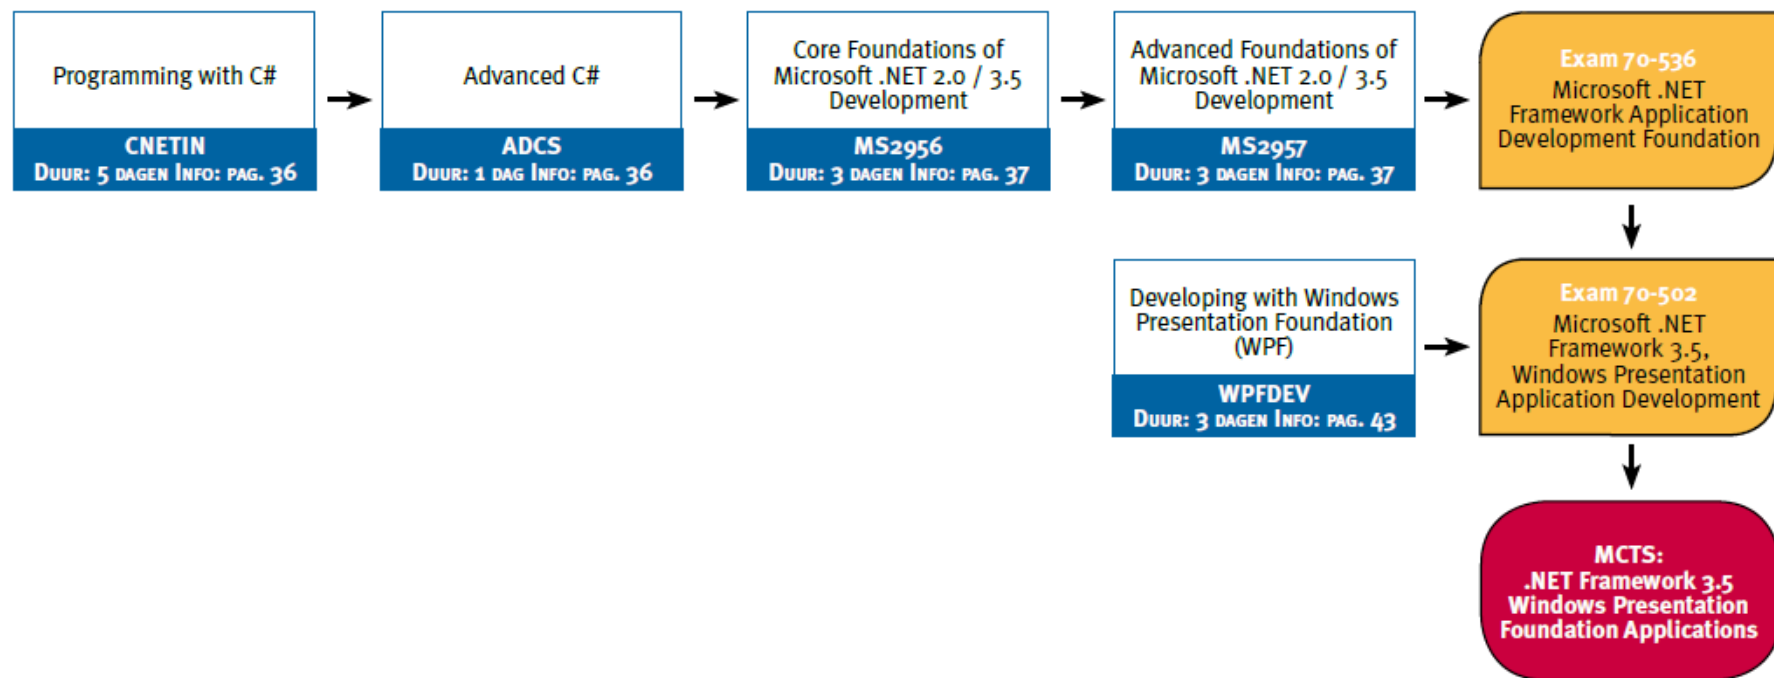 Programming with C#
CNETIN
Duur: 5 dagen Info: pag. 36
Advanced C#
ADCS
Duur: 1 dag Info: pag. 36
Core Foundations of
Microsoft .NET 2.0 / 3.5
Development
MS2956
Duur: 3 dagen Info: pag. 37
Advanced Foundations of
Microsoft .NET 2.0 / 3.5
Development
MS2957
Duur: 3 dagen Info: pag. 37
Exam 70-536
Microsoft .NET
Framework Application
Development Foundation
Developing with Windows
Presentation Foundation
(WPF)
WPFDEV
Duur: 3 dagen Info: pag. 43
Exam 70-502
Microsoft .NET
Framework 3.5,
Windows Presentation
Application Development
MCTS:
.NET Framework 3.5
Windows Presentation
Foundation Applications